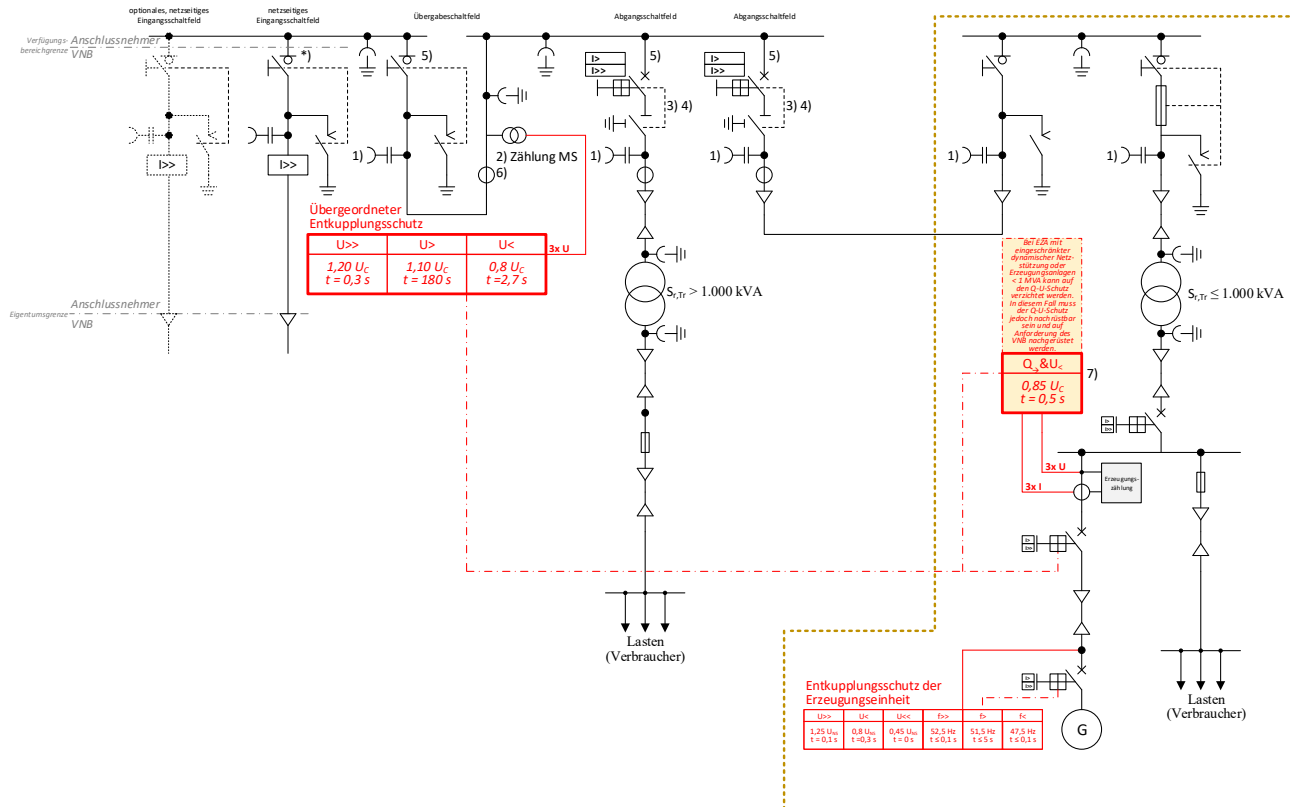 optionales, netzseitiges
Eingangsschaltfeld
netzseitiges
Eingangsschaltfeld
Übergabeschaltfeld
Abgangsschaltfeld
Abgangsschaltfeld
Verfügungs-
bereichgrenze
Anschlussnehmer
VNB
*)
5)
5)
5)
I>
I>>
I>
I>>
3) 4)
3) 4)
1)
1)
1)
1)
1)
I>>
I>>
2) Zählung MS
6)
Übergeordneter
Entkupplungsschutz
U>>
U>
U<
3x U
1,20 UC
t = 0,3 s
1,10 UC
t = 180 s
0,8 UC
t =2,7 s
Eigentumsgrenze
Anschlussnehmer
VNB
Sr,Tr > 1.000 kVA
Sr,Tr ≤ 1.000 kVA
Bei EZA mit
eingeschränkter
dynamischer Netz-
stützung oder
Erzeugungsanlagen
< 1 MVA kann auf
den Q-U-Schutz
verzichtet werden.
In diesem Fall muss
der Q-U-Schutz
jedoch nachrüstbar
sein und auf
Anforderung des
VNB nachgerüstet
werden.
Q→&U<
7)
0,85 UC
t = 0,5 s
I>
I>>
3x U
3x I
Erzeugungs-
zählung
I>
I>>
Lasten
(Verbraucher)
I>
I>>
G
Lasten
(Verbraucher)
Entkupplungsschutz der
Erzeugungseinheit
U>>
U<
U<<
f>>
f>
f<
1,25 UNS
t = 0,1 s
0,8 UNS
t =0,3 s
0,45 UNS
t = 0 s
52,5 Hz
t ≤ 0,1 s
51,5 Hz
t ≤ 5 s
47,5 Hz
t ≤ 0,1 s